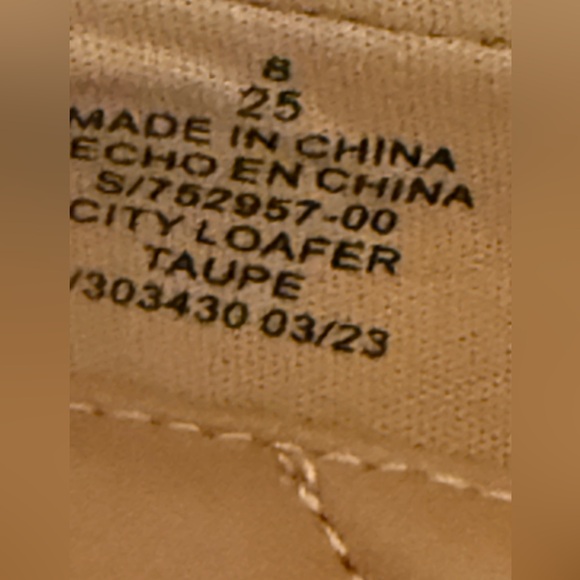 8
25
MADE IN CHINA
ECHO EN CHINA
S/752957-00
CITY LOAFER
TAUPE
/303430 03/23